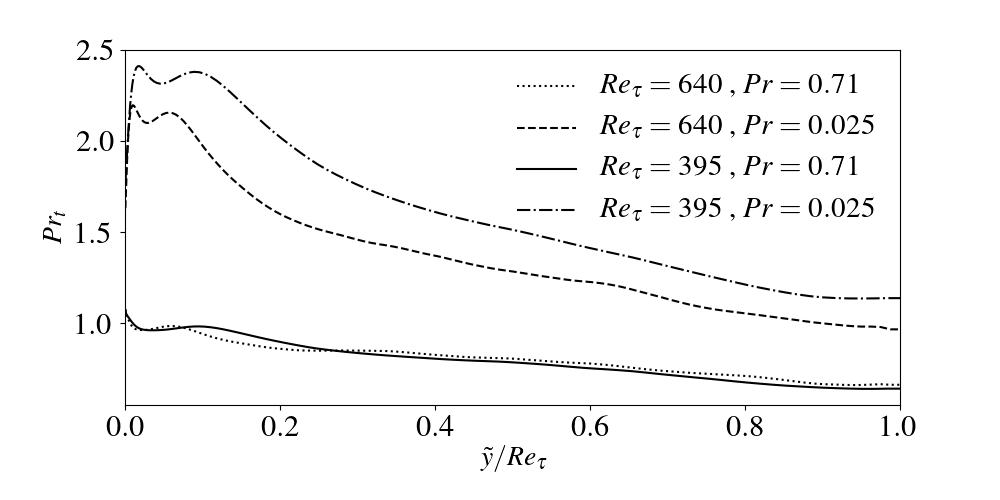 2.5
2.0
1.5
1.0
Pr_t
Re_τ = 640 , Pr = 0.71
Re_τ = 640 , Pr = 0.025
Re_τ = 395 , Pr = 0.71
Re_τ = 395 , Pr = 0.025
0.0 0.2 0.4 0.6 0.8 1.0
ỹ/Re_τ